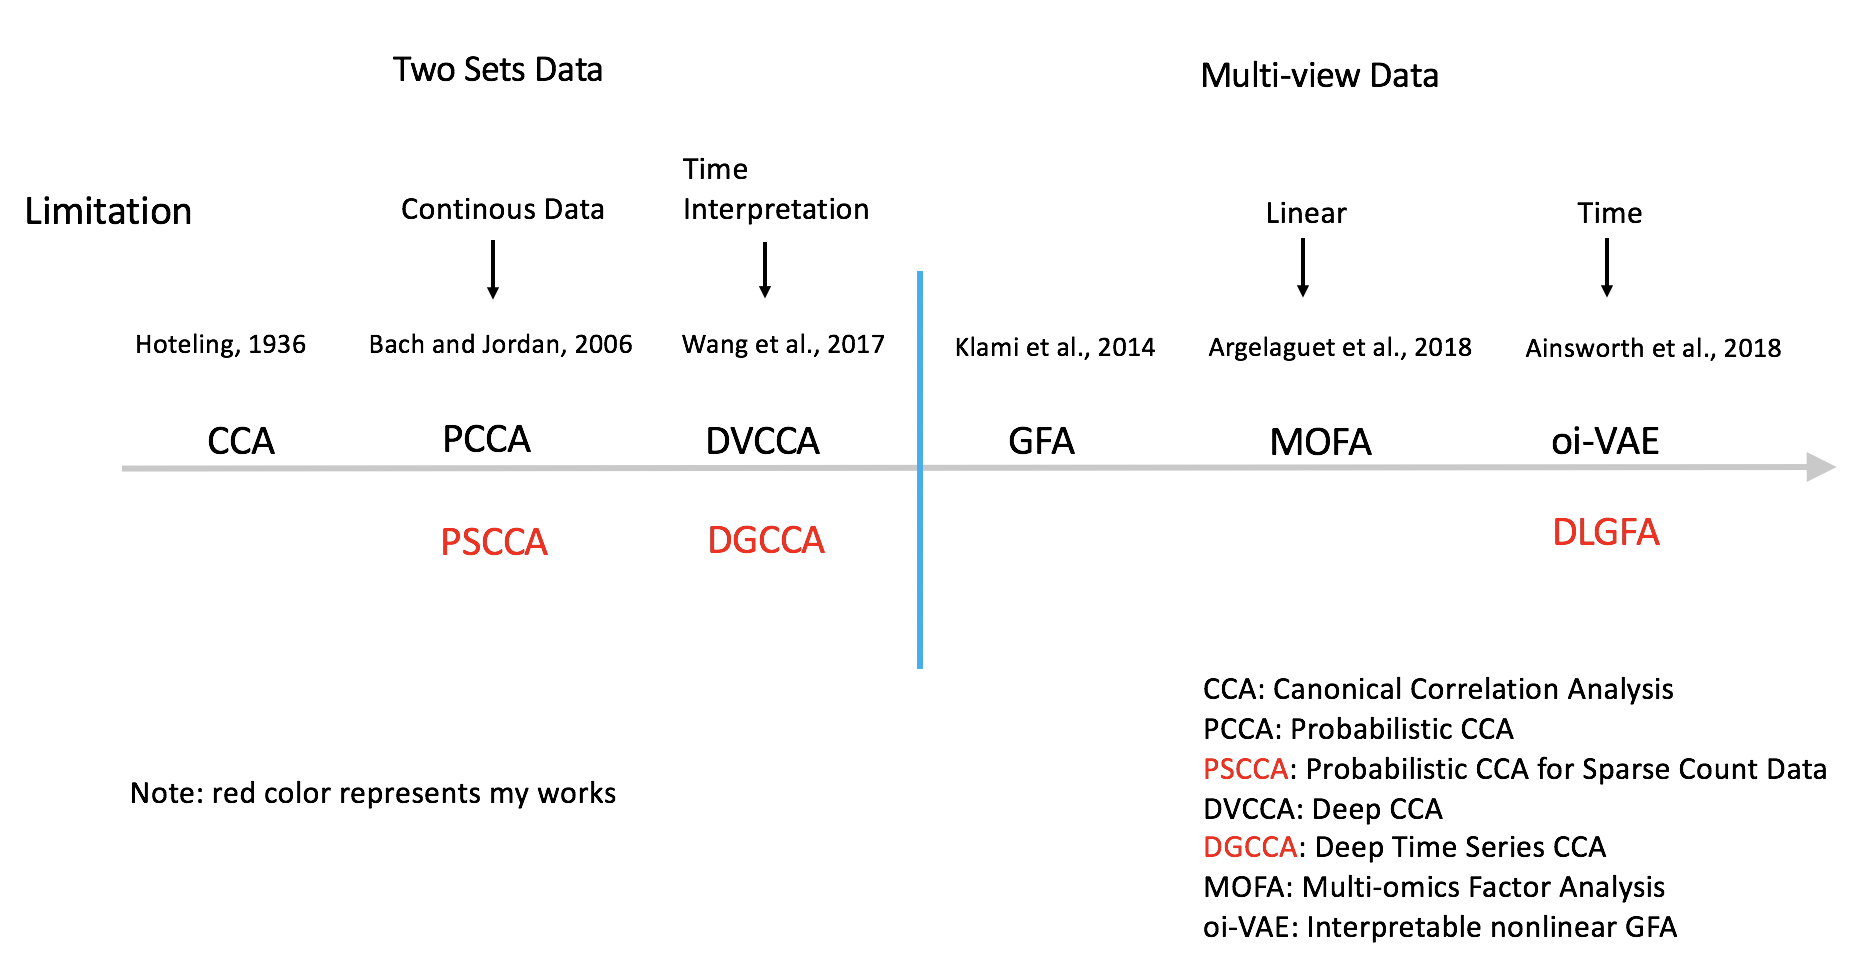 Two Sets Data
Multi-view Data
Limitation
Continous Data
Time
Interpretation
Linear
Time
Hoteling, 1936
Bach and Jordan, 2006
Wang et al., 2017
Klami et al., 2014
Argelaguet et al., 2018
Ainsworth et al., 2018
CCA
PCCA
DVCCA
GFA
MOFA
oi-VAE
PSCCA
DGCCA
DLGFA
Note: red color represents my works
CCA: Canonical Correlation Analysis
PCCA: Probabilistic CCA
PSCCA: Probabilistic CCA for Sparse Count Data
DVCCA: Deep CCA
DGCCA: Deep Time Series CCA
MOFA: Multi-omics Factor Analysis
oi-VAE: Interpretable nonlinear GFA